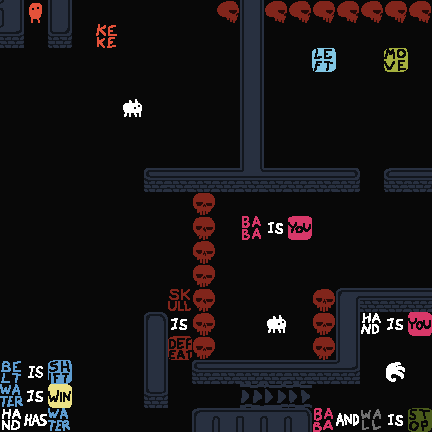 KEKE
LEFT MOVE
BABA IS YOU
SKULL
IS
DEFEAT
HAND IS YOU
BELT IS SHIFT
WATER IS WIN
HAND HAS WATER
BABA AND WALL IS STOP